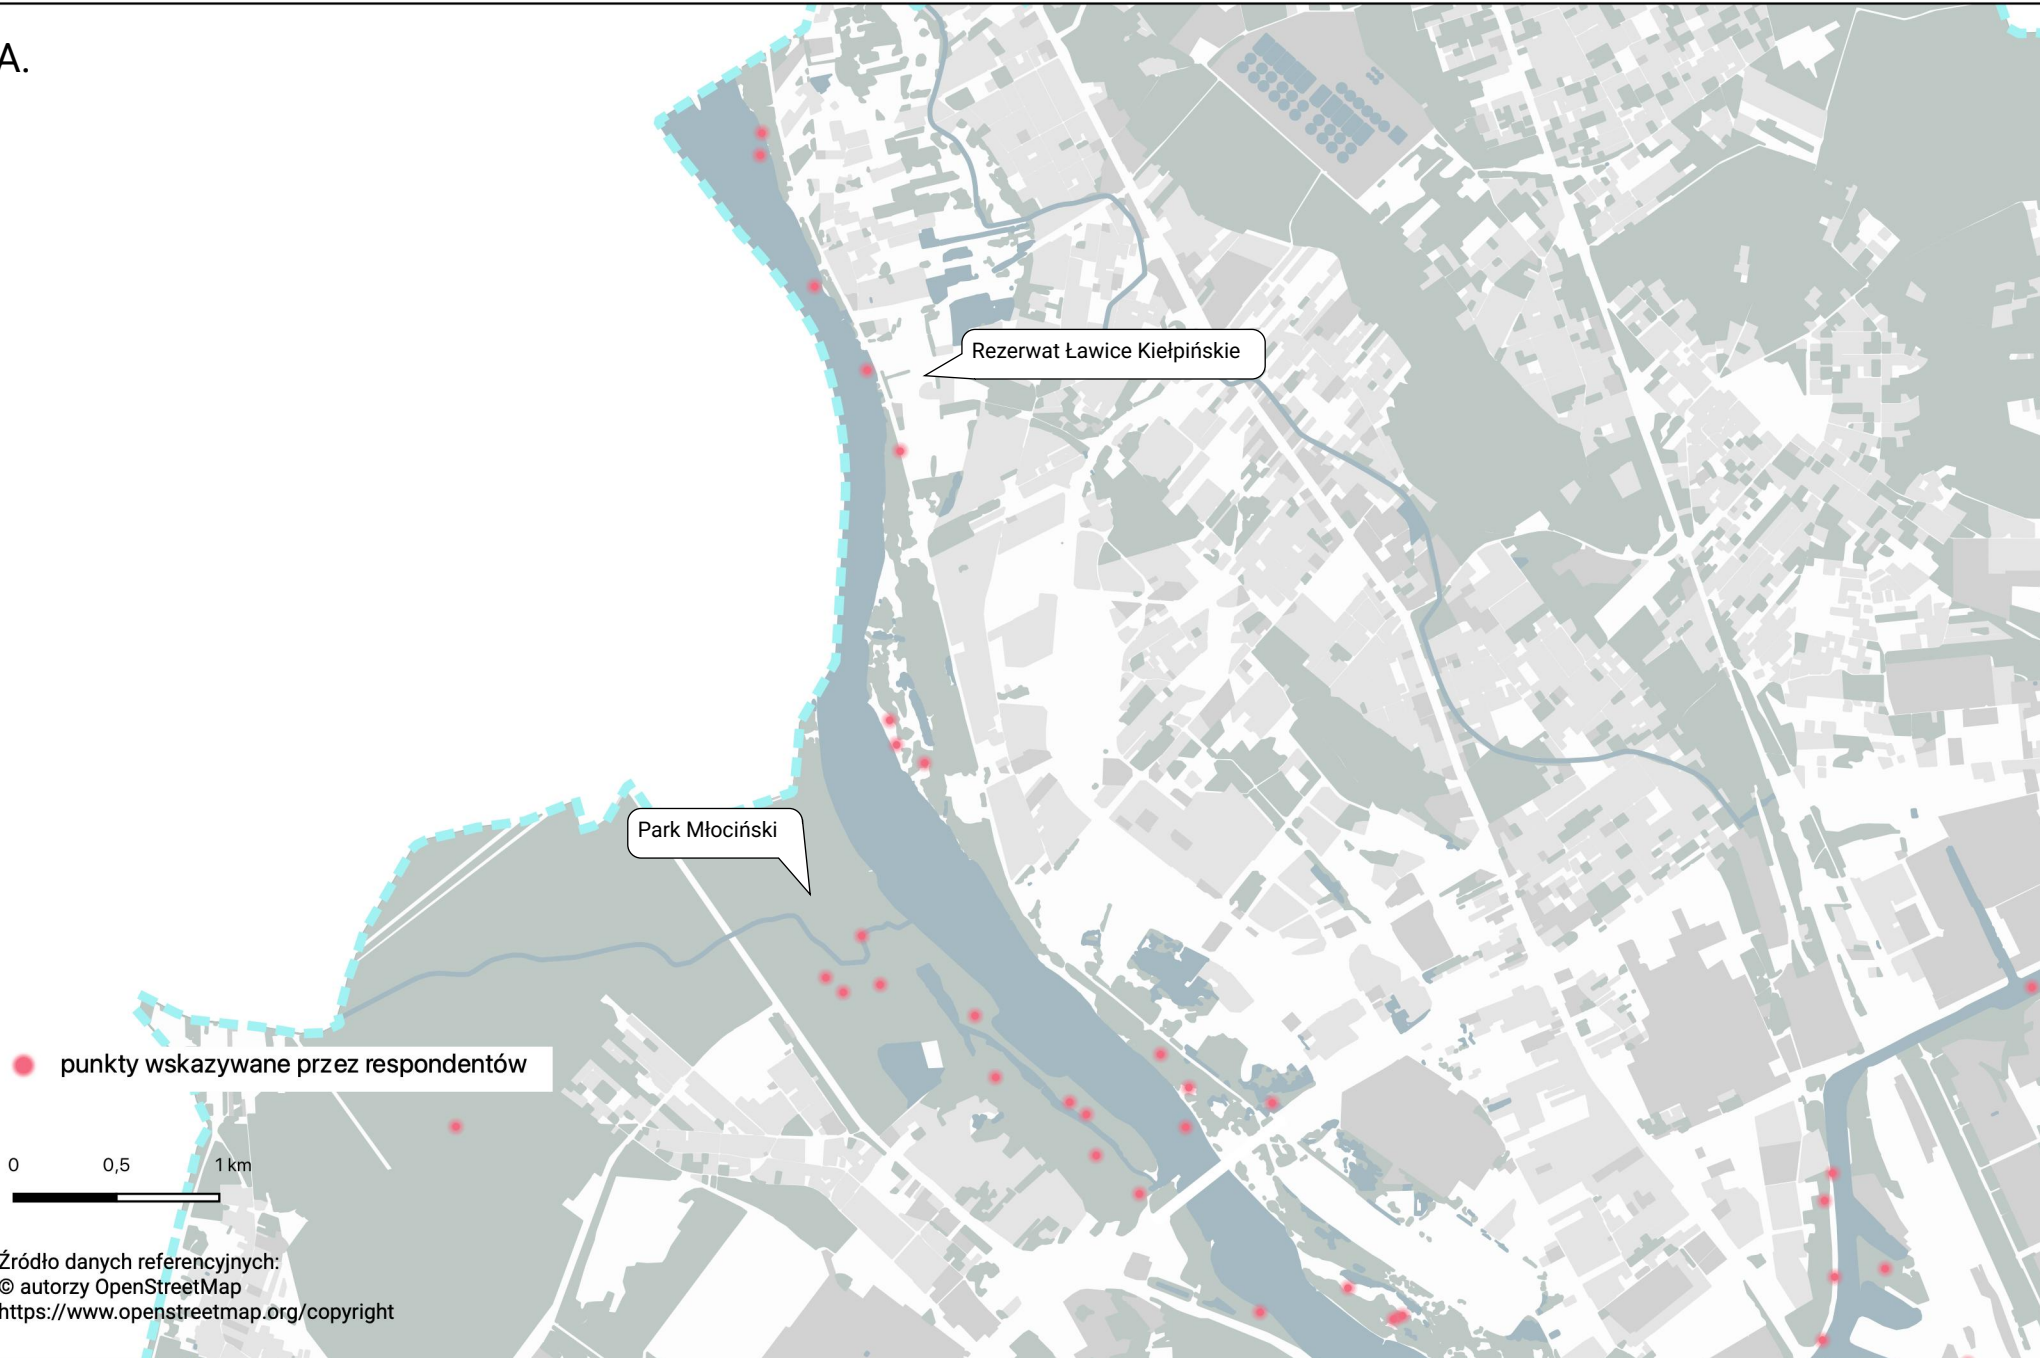 A.
Rezerwat Ławice Kiełpińskie
Park Młociński
punkty wskazywane przez respondentów
0 0,5 1 km
Źródło danych referencyjnych:
© autorzy OpenStreetMap
https://www.openstreetmap.org/copyright